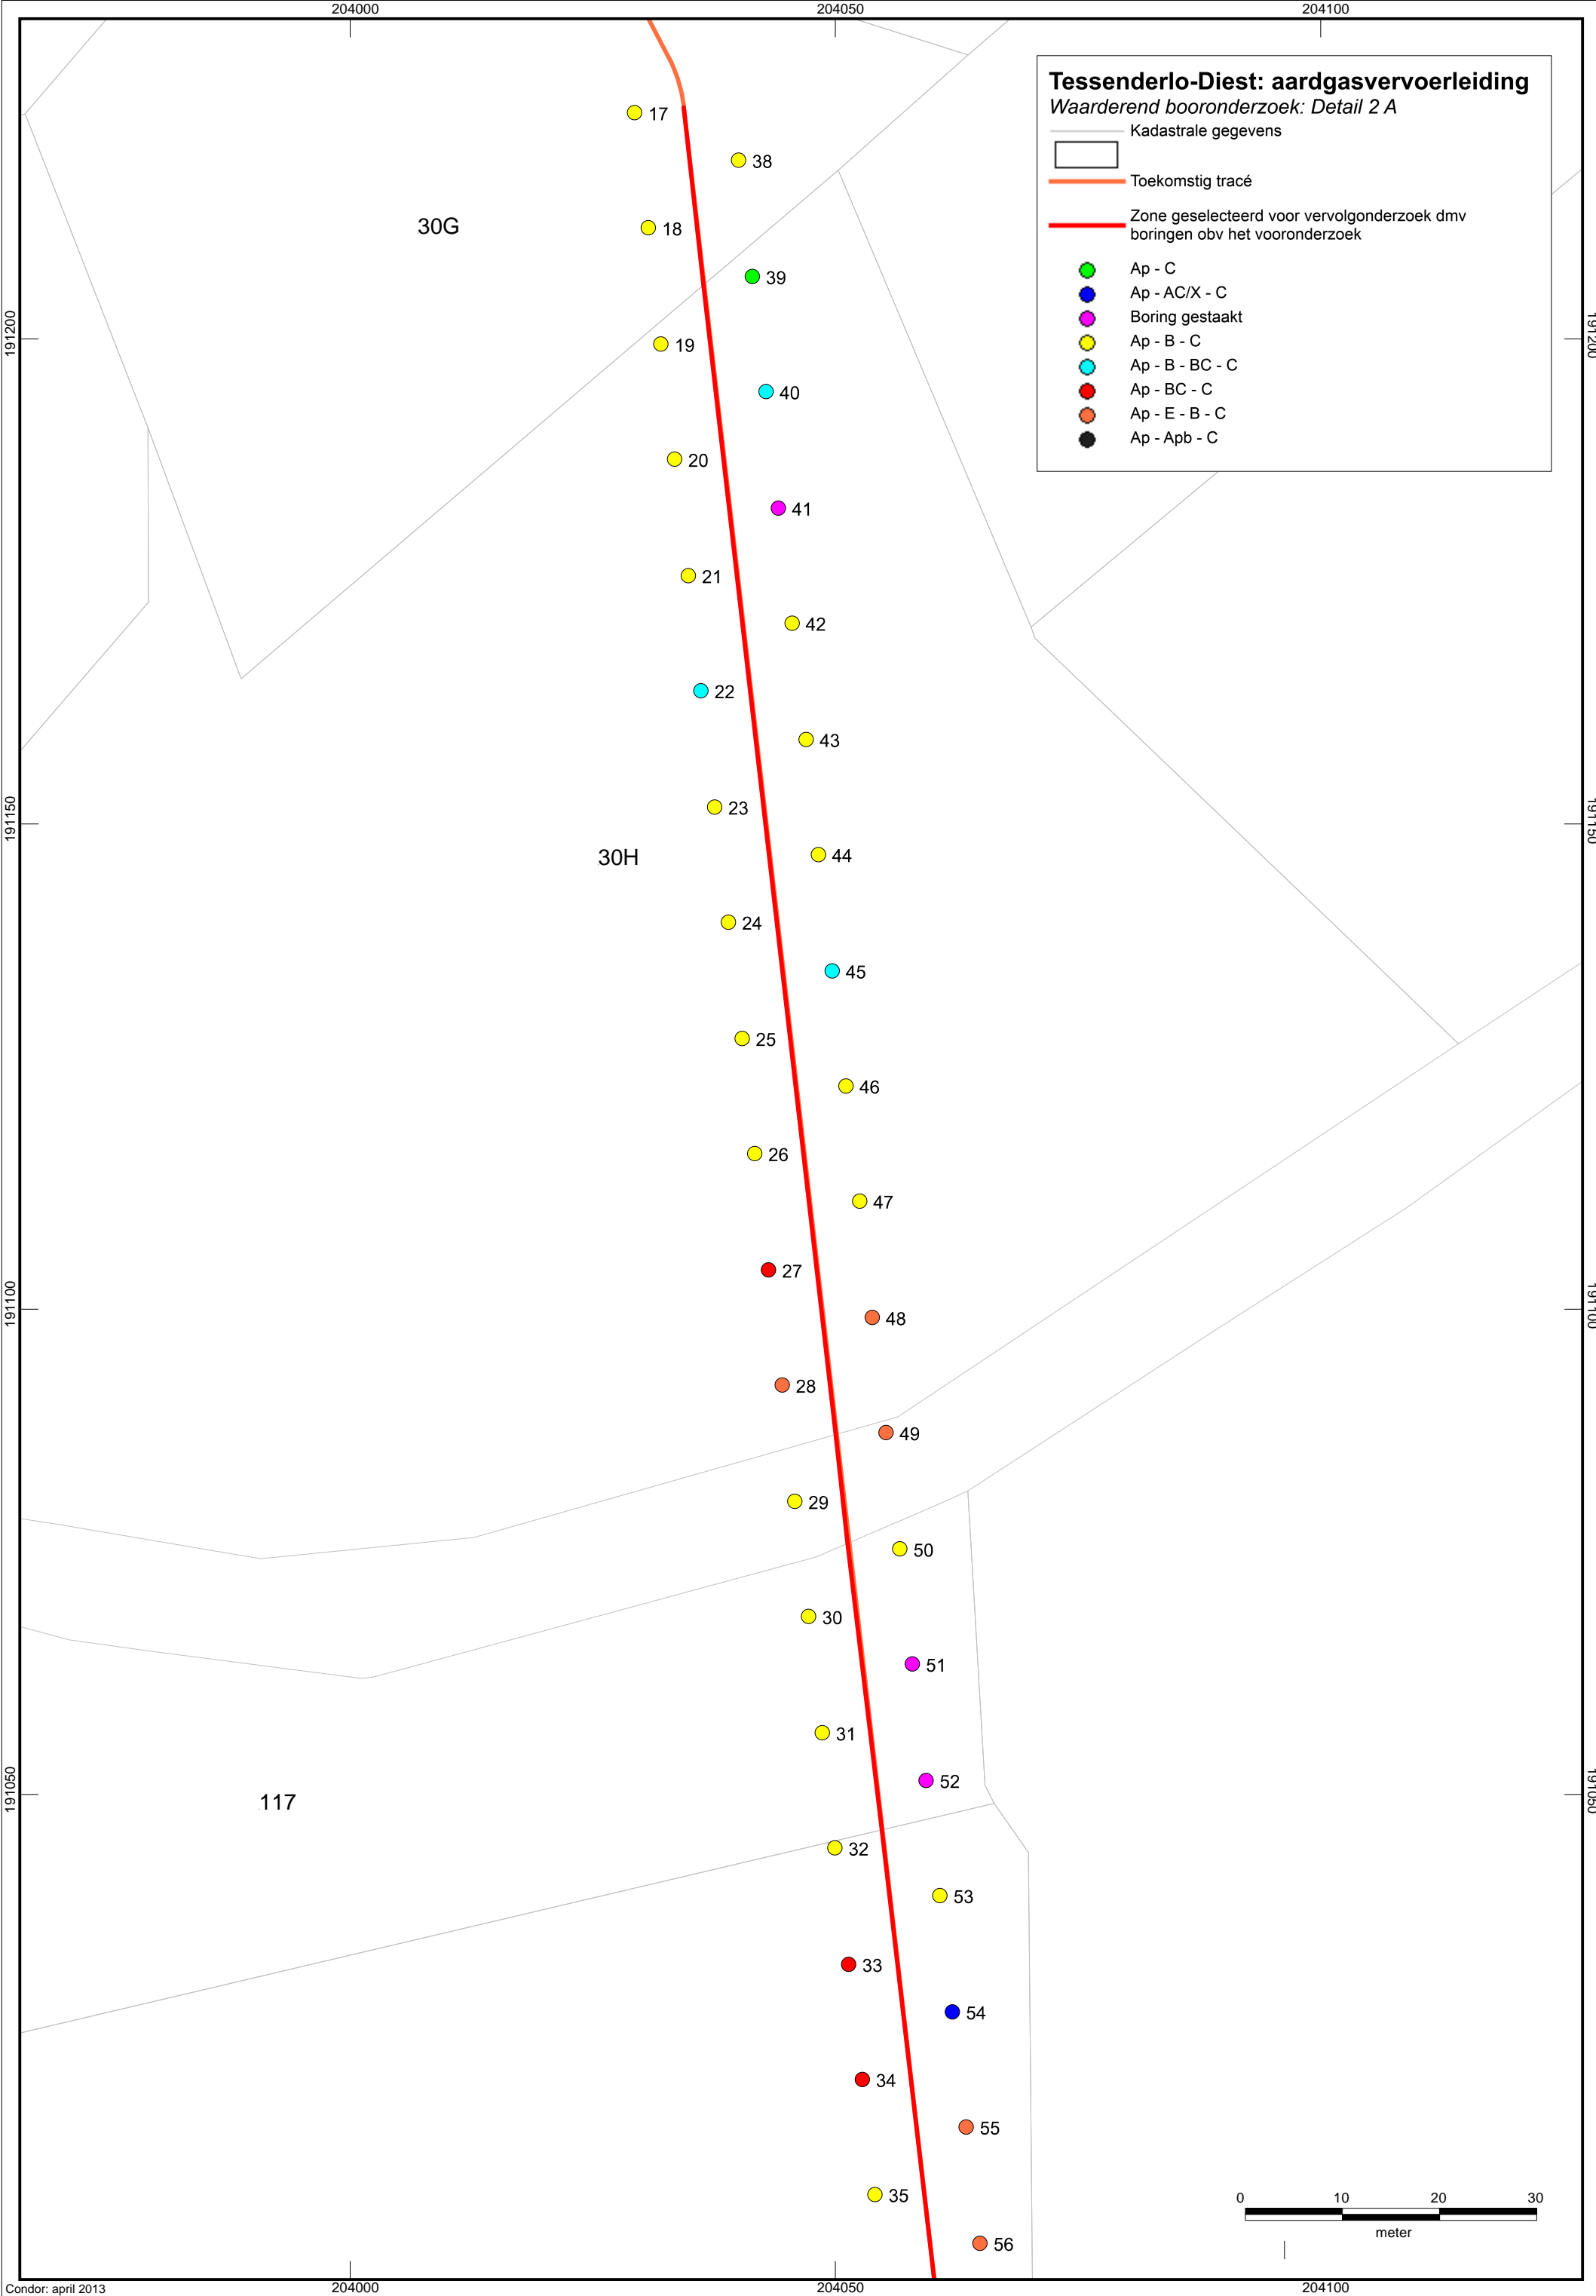 204000 204050 204100
Tessenderlo-Diest: aardgasvervoerleiding
Waarderend booronderzoek: Detail 2 A
Kadastrale gegevens
Toekomstig tracé
Zone geselecteerd voor vervolgonderzoek dmv
boringen obv het vooronderzoek
Ap - C
Ap - AC/X - C
Boring gestaakt
Ap - B - C
Ap - B - BC - C
Ap - BC - C
Ap - E - B - C
Ap - Apb - C
17
38
30G
18
39
191200 191200
19
40
20
41
21
42
22
43
23
191150 191150
44
30H
24
45
25
46
26
47
27
191100 191100
48
28
49
29
50
30
51
31
52
191050 191050
117
32
53
33
54
34
55
35
0 10 20 30
meter
56
204000 204050 204100
Condor: april 2013